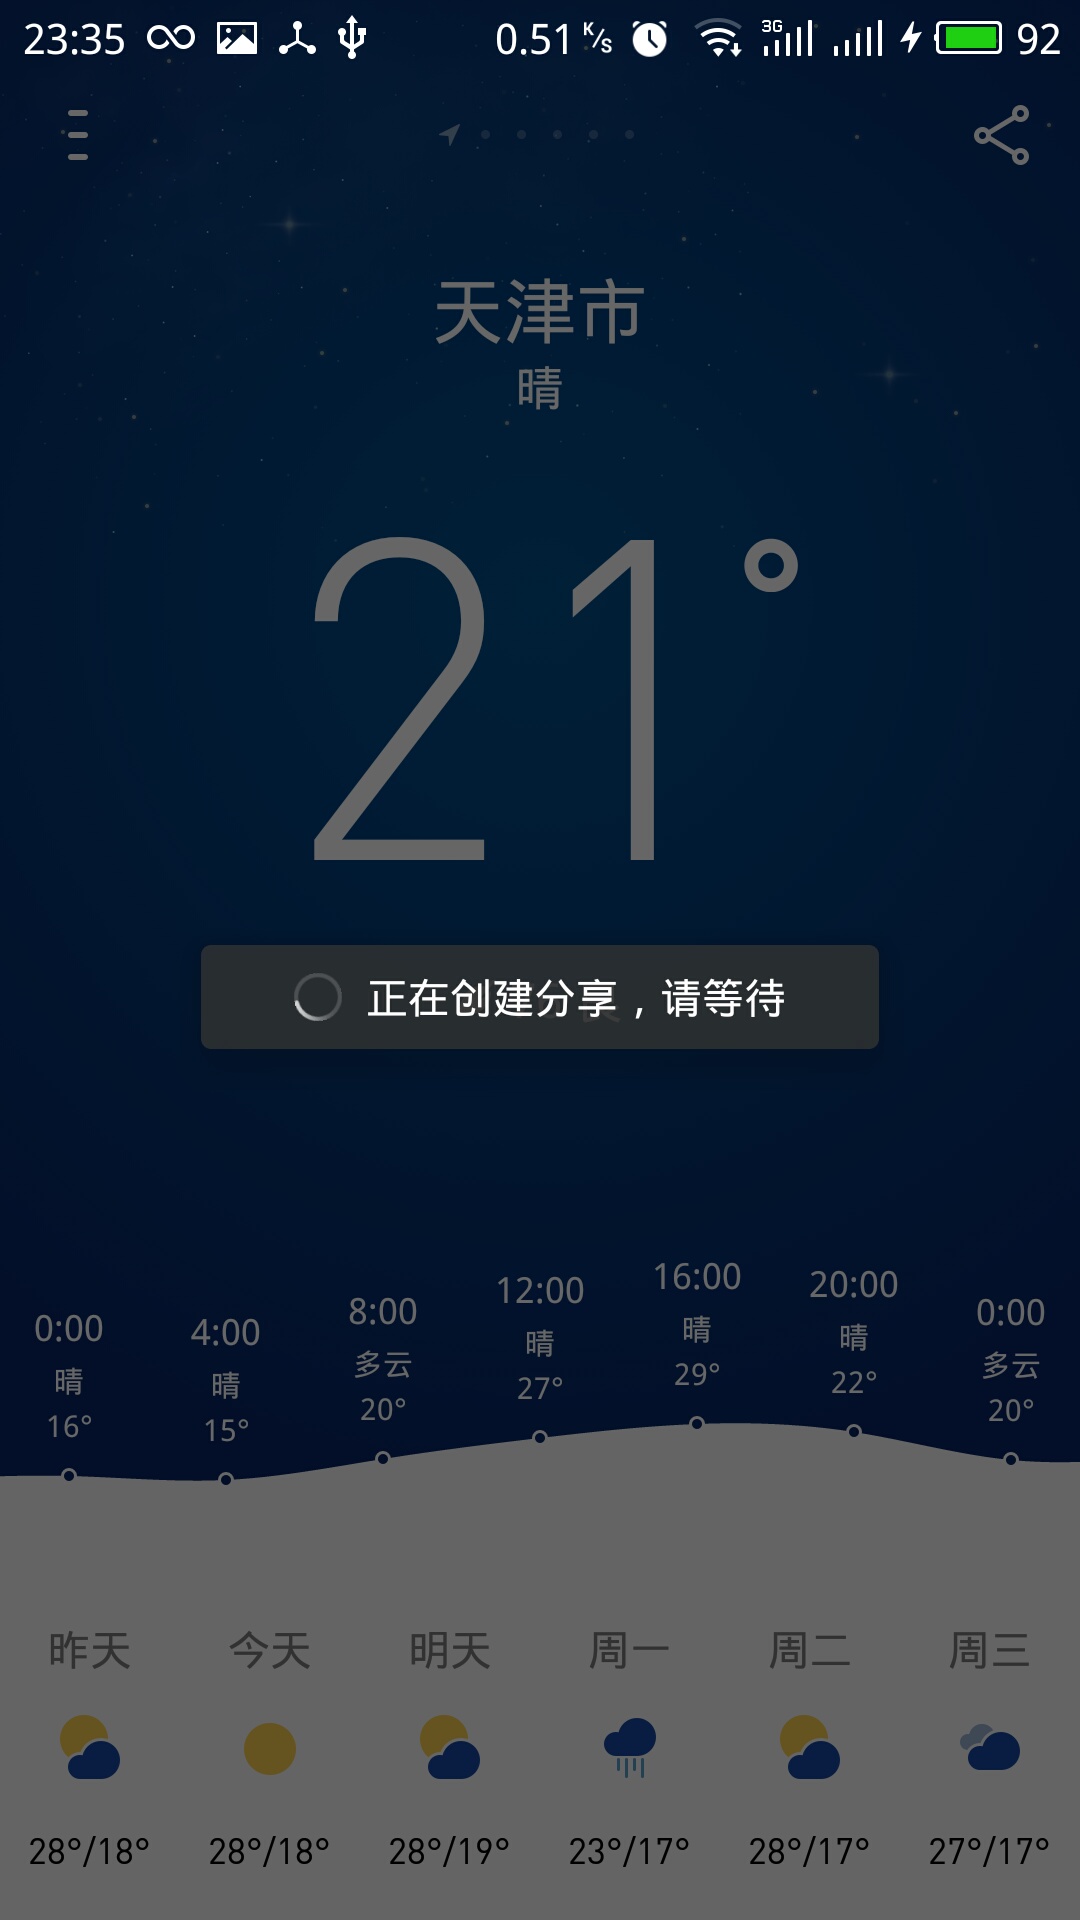 23:35 0.51 K/s 3G 92
天津市
晴
21°
正在创建分享，请等待
0:00 4:00 8:00 12:00 16:00 20:00 0:00
晴 晴 多云 晴 晴 晴 多云
16° 15° 20° 27° 29° 22° 20°
昨天 今天 明天 周一 周二 周三
28°/18° 28°/18° 28°/19° 23°/17° 28°/17° 27°/17°